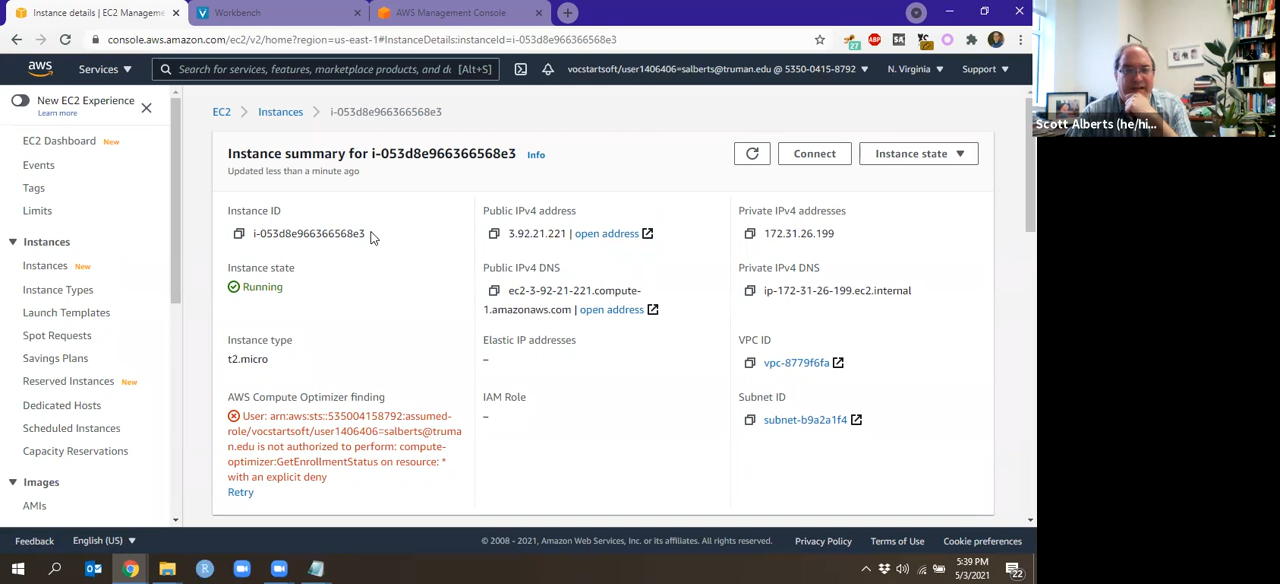 Instance details | EC2 Manageme
Workbench
AWS Management Console
console.aws.amazon.com/ec2/v2/home?region=us-east-1#InstanceDetails:instanceId=i-053d8e966366568e3
27
ABP
SA
aws
Services
Search for services, features, marketplace products, and dc
[Alt+S]
vocstartsoft/user1406406=salberts@truman.edu @ 5350-0415-8792
N. Virginia
Support
New EC2 Experience
Learn more
EC2 Dashboard New
Events
Tags
Limits
Instances
Instances New
Instance Types
Launch Templates
Spot Requests
Savings Plans
Reserved Instances New
Dedicated Hosts
Scheduled Instances
Capacity Reservations
Images
AMIs
EC2
Instances
i-053d8e966366568e3
Instance summary for i-053d8e966366568e3 Info
Updated less than a minute ago
Connect
Instance state
Instance ID
i-053d8e966366568e3
Public IPv4 address
3.92.21.221 | open address
Private IPv4 addresses
172.31.26.199
Instance state
Running
Public IPv4 DNS
ec2-3-92-21-221.compute-
1.amazonaws.com | open address
Private IPv4 DNS
ip-172-31-26-199.ec2.internal
Instance type
t2.micro
Elastic IP addresses
–
VPC ID
vpc-8779f6fa
AWS Compute Optimizer finding
User: arn:aws:sts::535004158792:assumed-
role/vocstartsoft/user1406406=salberts@truma
n.edu is not authorized to perform: compute-
optimizer:GetEnrollmentStatus on resource: *
with an explicit deny
Retry
IAM Role
–
Subnet ID
subnet-b9a2a1f4
Feedback
English (US)
© 2008 - 2021, Amazon Web Services, Inc. or its affiliates. All rights reserved.
Privacy Policy
Terms of Use
Cookie preferences
5:39 PM
5/3/2021
22
Scott Alberts (he/hi...